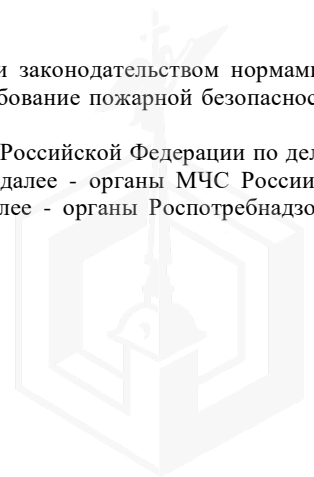 и законодательством нормами
бование пожарной безопаснос
Российской Федерации по дел
далее - органы МЧС России
лее - органы Роспотребнадзо